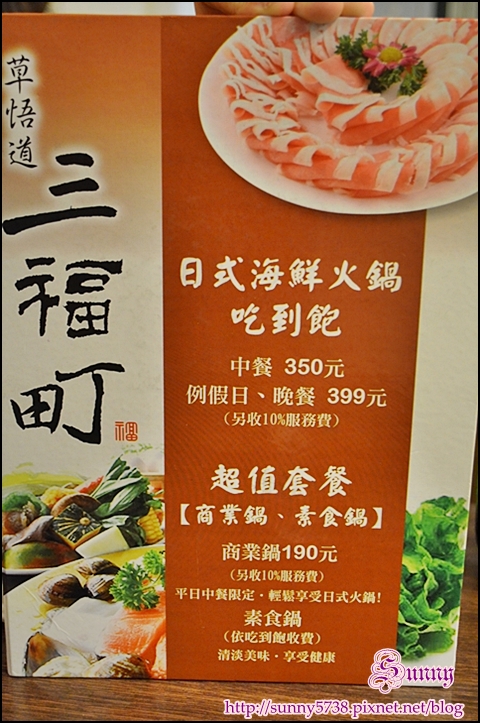 草悟道
三福町
福
日式海鮮火鍋
吃到飽
中餐 350元
例假日、晚餐 399元
（另收10%服務費）
超值套餐
【商業鍋、素食鍋】
商業鍋190元
（另收10%服務費）
平日中餐限定‧輕鬆享受日式火鍋!
素食鍋
（依吃到飽收費）
清淡美味‧享受健康
Sunny
http://sunny5738.pixnet.net/blog